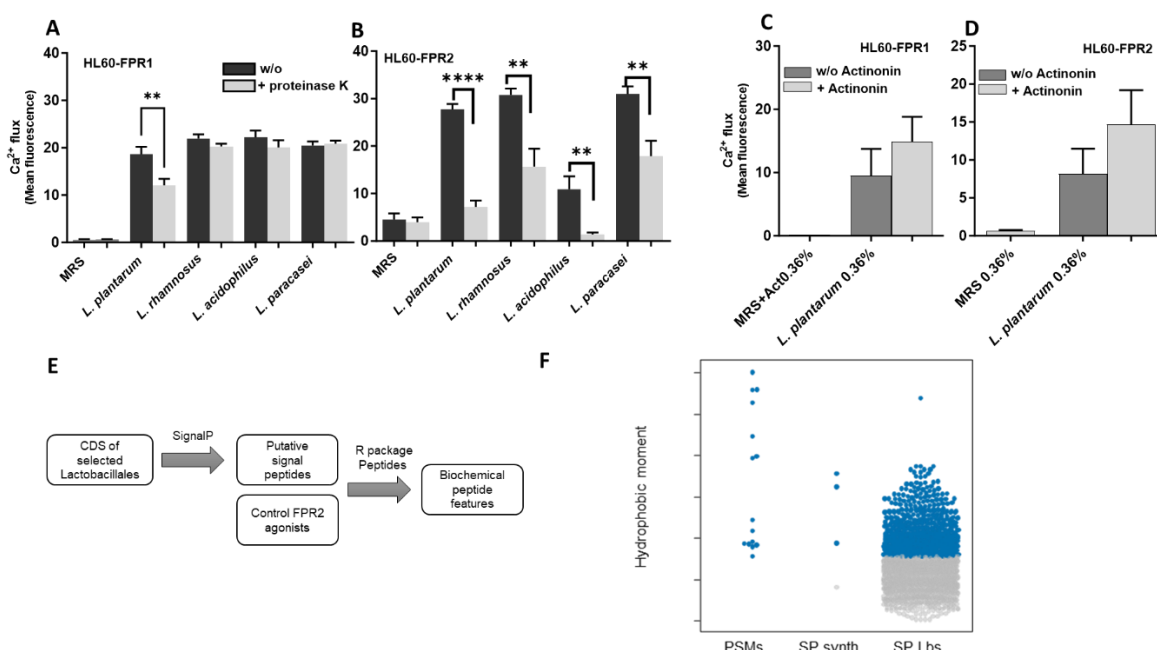 A
HL60-FPR1
w/o
+ proteinase K
**
Ca2+ flux
(Mean fluorescence)
40
30
20
10
0
MRS
L. plantarum
L. rhamnosus
L. acidophilus
L. paracasei
B
HL60-FPR2
****
**
**
**
40
30
20
10
0
MRS
L. plantarum
L. rhamnosus
L. acidophilus
L. paracasei
C
HL60-FPR1
w/o Actinonin
+ Actinonin
Ca2+ flux
(Mean fluorescence)
30
20
10
0
MRS+Act0.36%
L. plantarum 0.36%
D
HL60-FPR2
w/o Actinonin
+ Actinonin
25
20
15
10
5
0
MRS 0.36%
L. plantarum 0.36%
E
CDS of
selected
Lactobacillales
SignalP
Putative
signal
peptides
Control FPR2
agonists
R package
Peptides
Biochemical
peptide
features
F
Hydrophobic moment
PSMs
SP synth
SP Lbs